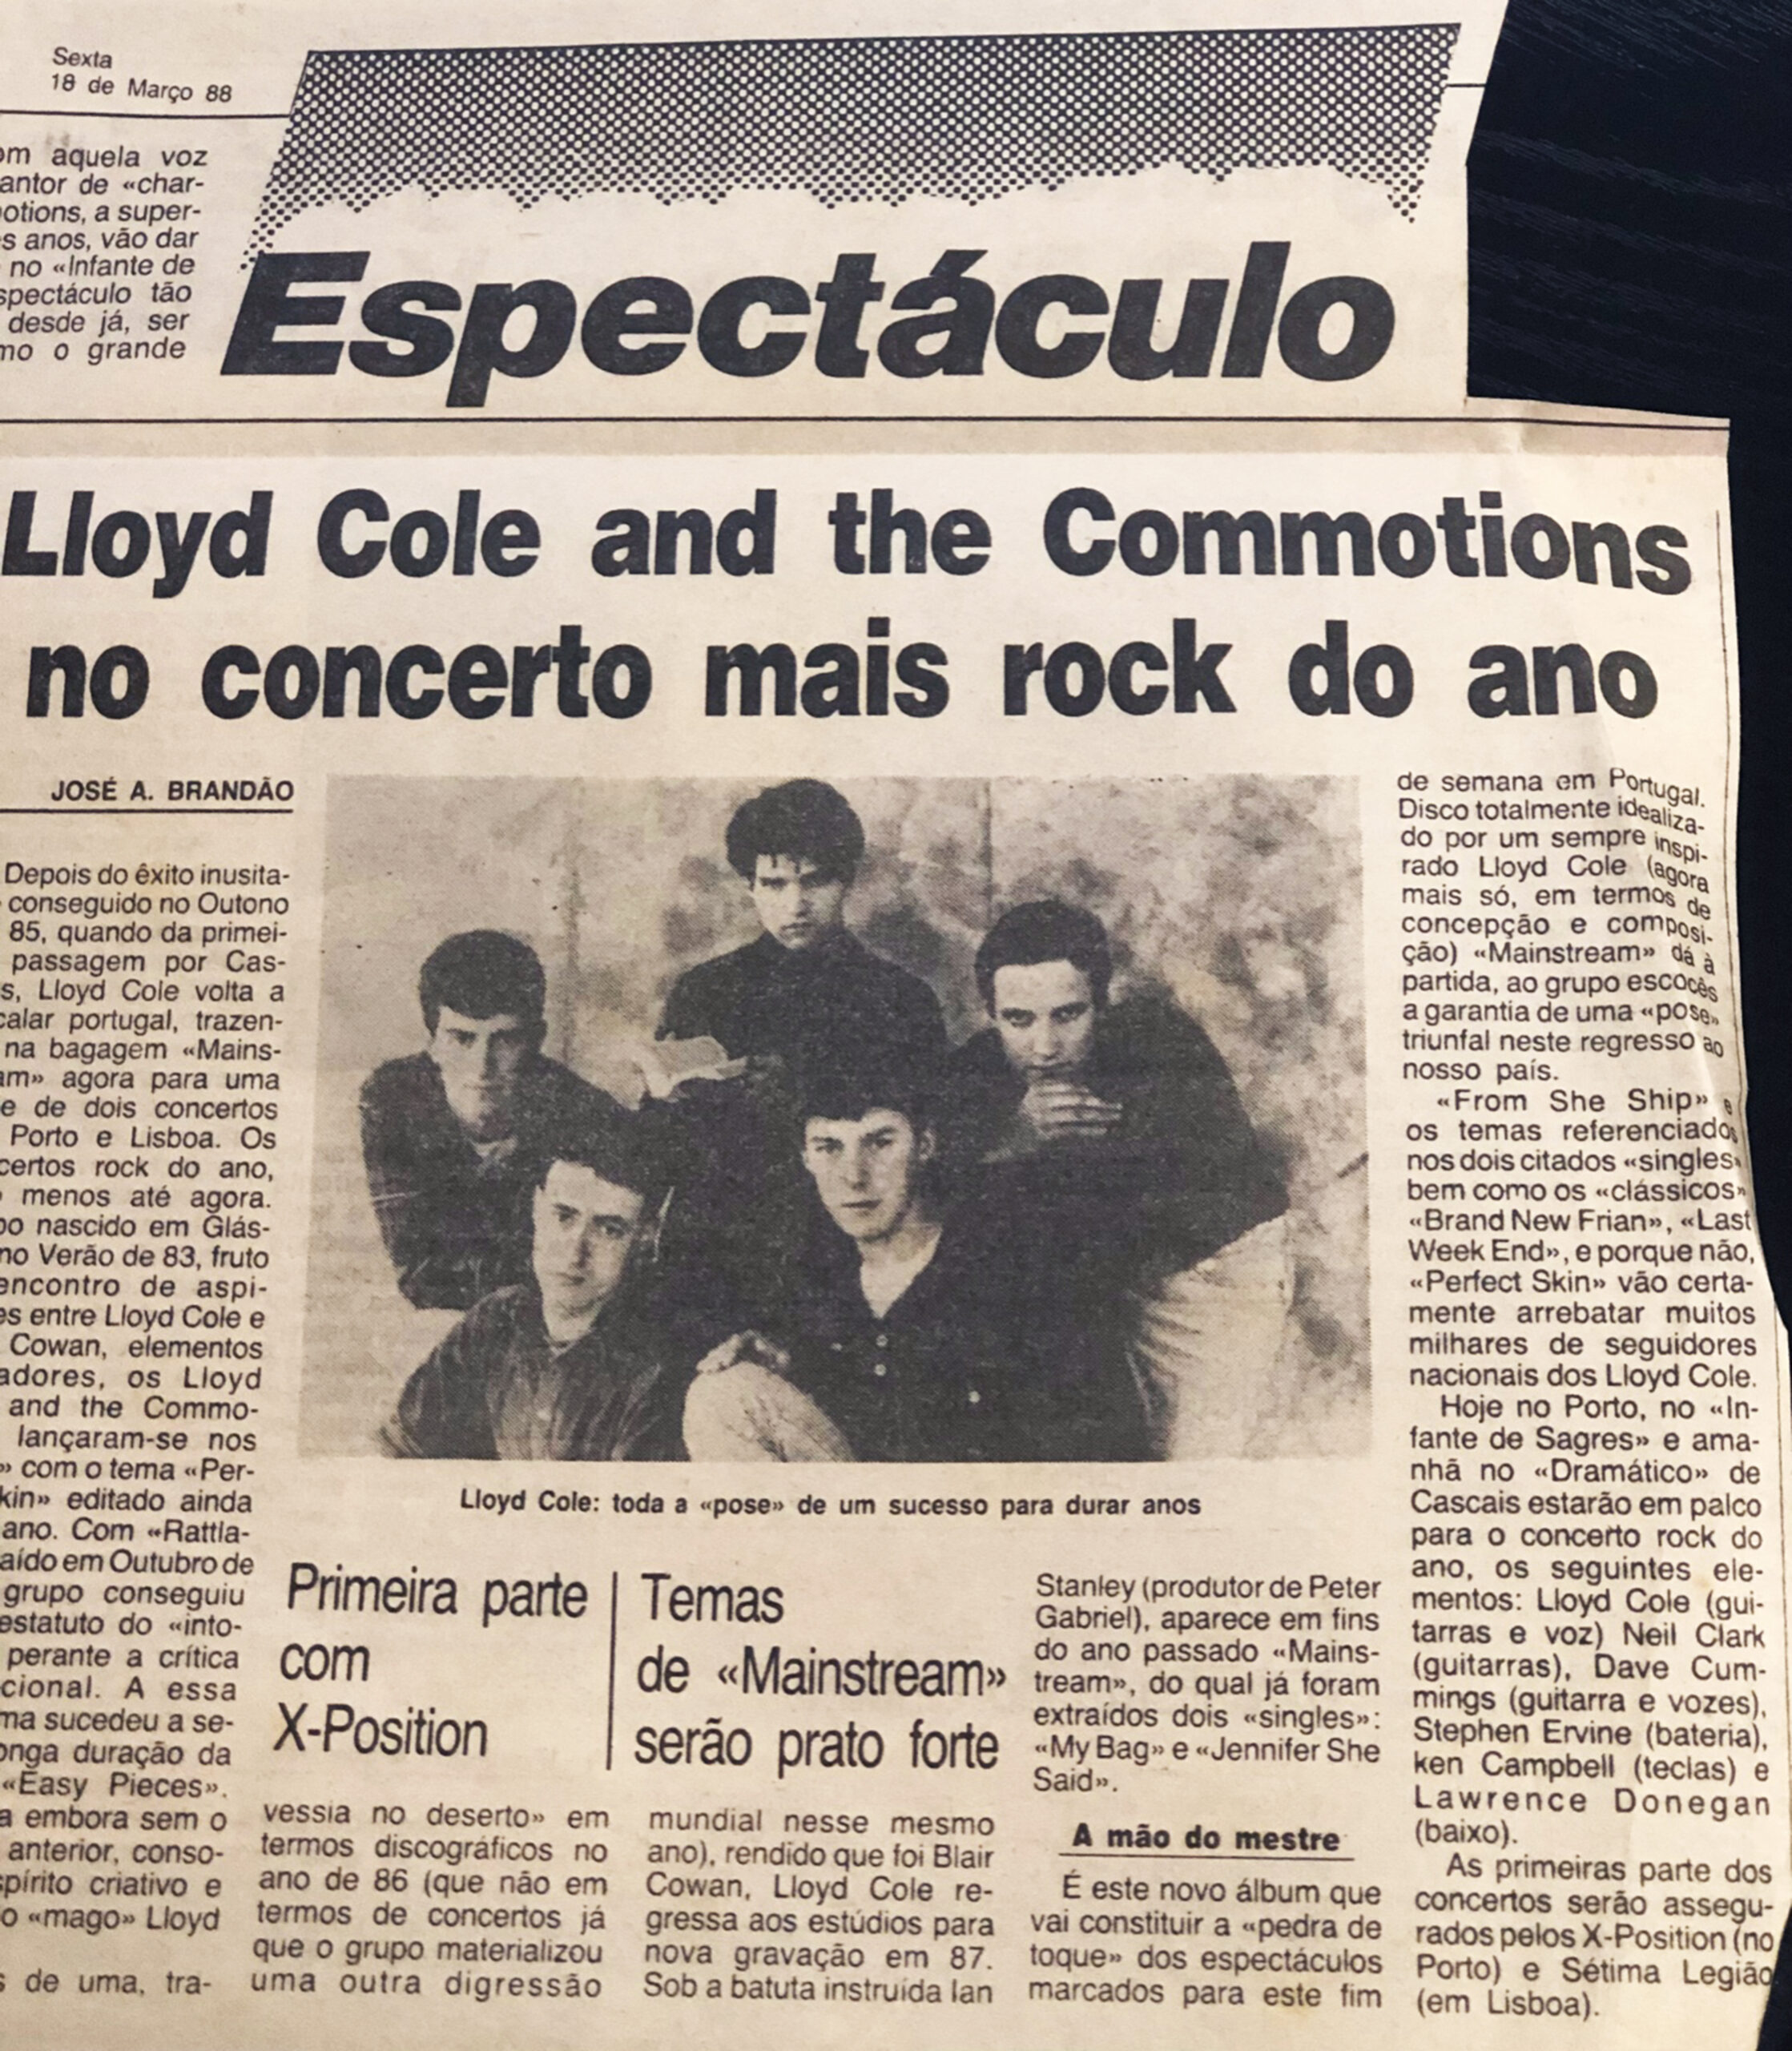 Sexta
18 de Março 88
om aquela voz
antor de «char-
otions, a super-
s anos, vão dar
no «Infante de
spectáculo tão
desde já, ser
mo o grande
Espectáculo
Lloyd Cole and the Commotions
no concerto mais rock do ano
JOSÉ A. BRANDÃO
Depois do êxito inusita-
conseguido no Outono
85, quando da primei-
passagem por Cas-
s, Lloyd Cole volta a
calar portugal, trazen-
na bagagem «Mains-
am» agora para uma
e de dois concertos
Porto e Lisboa. Os
certos rock do ano,
menos até agora.
po nascido em Glás-
no Verão de 83, fruto
encontro de aspi-
es entre Lloyd Cole e
Cowan, elementos
adores, os Lloyd
and the Commo-
lançaram-se nos
» com o tema «Per-
kin» editado ainda
ano. Com «Rattla-
aído em Outubro de
grupo conseguiu
estatuto do «into-
perante a crítica
cional. A essa
ma sucedeu a se-
onga duração da
«Easy Pieces».
a embora sem o
anterior, conso-
spírito criativo e
o «mago» Lloyd
s de uma, tra-
Lloyd Cole: toda a «pose» de um sucesso para durar anos
Primeira parte
com
X-Position
vessia no deserto» em
termos discográficos no
ano de 86 (que não em
termos de concertos já
que o grupo materializou
uma outra digressão
Temas
de «Mainstream»
serão prato forte
mundial nesse mesmo
ano), rendido que foi Blair
Cowan, Lloyd Cole re-
gressa aos estúdios para
nova gravação em 87.
Sob a batuta instruída Ian
Stanley (produtor de Peter
Gabriel), aparece em fins
do ano passado «Mains-
tream», do qual já foram
extraídos dois «singles»:
«My Bag» e «Jennifer She
Said».
A mão do mestre
É este novo álbum que
vai constituir a «pedra de
toque» dos espectáculos
marcados para este fim
de semana em Portugal.
Disco totalmente idealiza-
do por um sempre inspi-
rado Lloyd Cole (agora
mais só, em termos de
concepção e composi-
ção) «Mainstream» dá à
partida, ao grupo escocês
a garantia de uma «pose»
triunfal neste regresso ao
nosso país.
«From She Ship» e
os temas referenciados
nos dois citados «singles»
bem como os «clássicos»
«Brand New Frian», «Last
Week End», e porque não,
«Perfect Skin» vão certa-
mente arrebatar muitos
milhares de seguidores
nacionais dos Lloyd Cole.
Hoje no Porto, no «In-
fante de Sagres» e ama-
nhã no «Dramático» de
Cascais estarão em palco
para o concerto rock do
ano, os seguintes ele-
mentos: Lloyd Cole (gui-
tarras e voz) Neil Clark
(guitarras), Dave Cum-
mings (guitarra e vozes),
Stephen Ervine (bateria),
ken Campbell (teclas) e
Lawrence Donegan
(baixo).
As primeiras parte dos
concertos serão assegu-
rados pelos X-Position (no
Porto) e Sétima Legião
(em Lisboa).